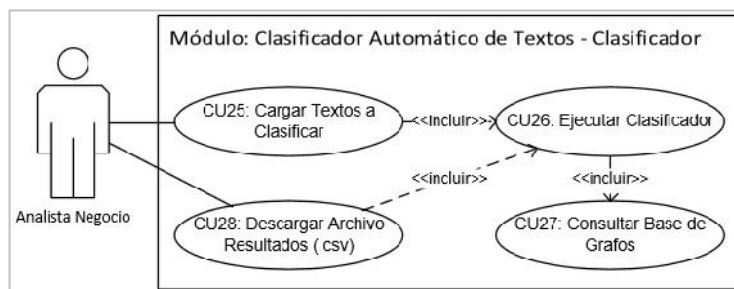 Módulo: Clasificador Automático de Textos - Clasificador
CU25: Cargar Textos a
Clasificar
<<Incluir>>
CU26. Ejecutar Clasificador
<<incluir>>
<<incluir>>
CU28: Descargar Archivo
Resultados (.csv)
CU27: Consultar Base de
Grafos
Analista Negocio